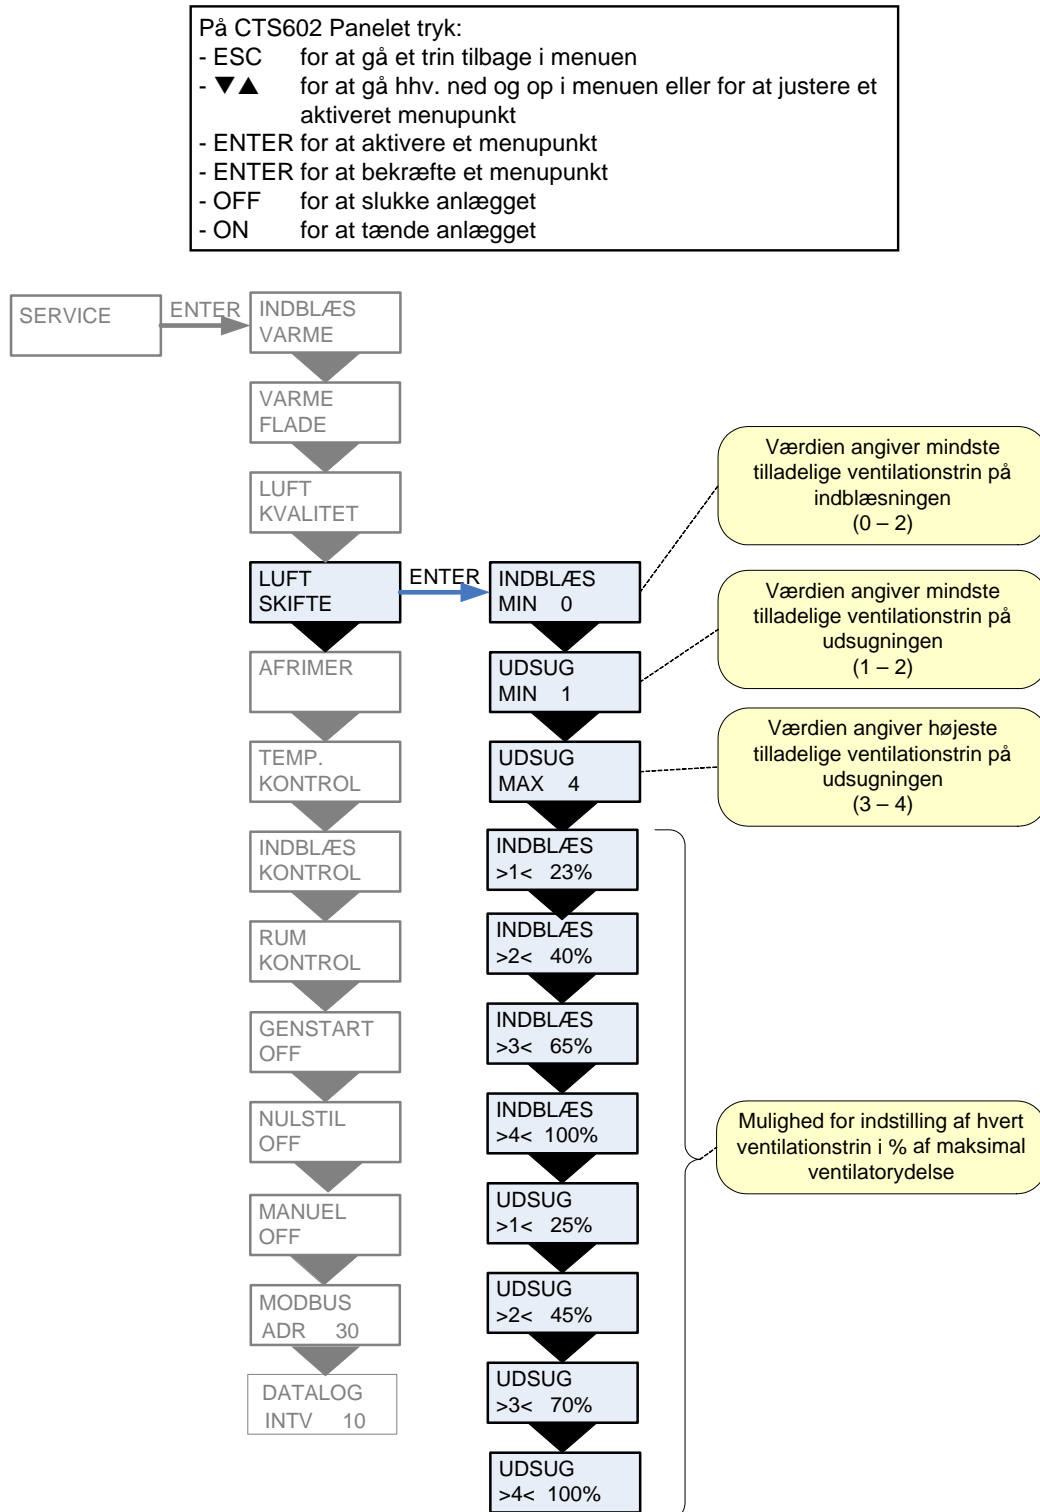 På CTS602 Panelet tryk:
- ESC for at gå et trin tilbage i menuen
- ▼▲ for at gå hhv. ned og op i menuen eller for at justere et
aktiveret menupunkt
- ENTER for at aktivere et menupunkt
- ENTER for at bekræfte et menupunkt
- OFF for at slukke anlægget
- ON for at tænde anlægget
SERVICE
ENTER
INDBLÆS
VARME
VARME
FLADE
LUFT
KVALITET
LUFT
SKIFTE
AFRIMER
TEMP.
KONTROL
INDBLÆS
KONTROL
RUM
KONTROL
GENSTART
OFF
NULSTIL
OFF
MANUEL
OFF
MODBUS
ADR 30
DATALOG
INTV 10
ENTER
INDBLÆS
MIN 0
UDSUG
MIN 1
UDSUG
MAX 4
INDBLÆS
>1< 23%
INDBLÆS
>2< 40%
INDBLÆS
>3< 65%
INDBLÆS
>4< 100%
UDSUG
>1< 25%
UDSUG
>2< 45%
UDSUG
>3< 70%
UDSUG
>4< 100%
Værdien angiver mindste
tilladelige ventilationstrin på
indblæsningen
(0 – 2)
Værdien angiver mindste
tilladelige ventilationstrin på
udsugningen
(1 – 2)
Værdien angiver højeste
tilladelige ventilationstrin på
udsugningen
(3 – 4)
Mulighed for indstilling af hvert
ventilationstrin i % af maksimal
ventilatorydelse